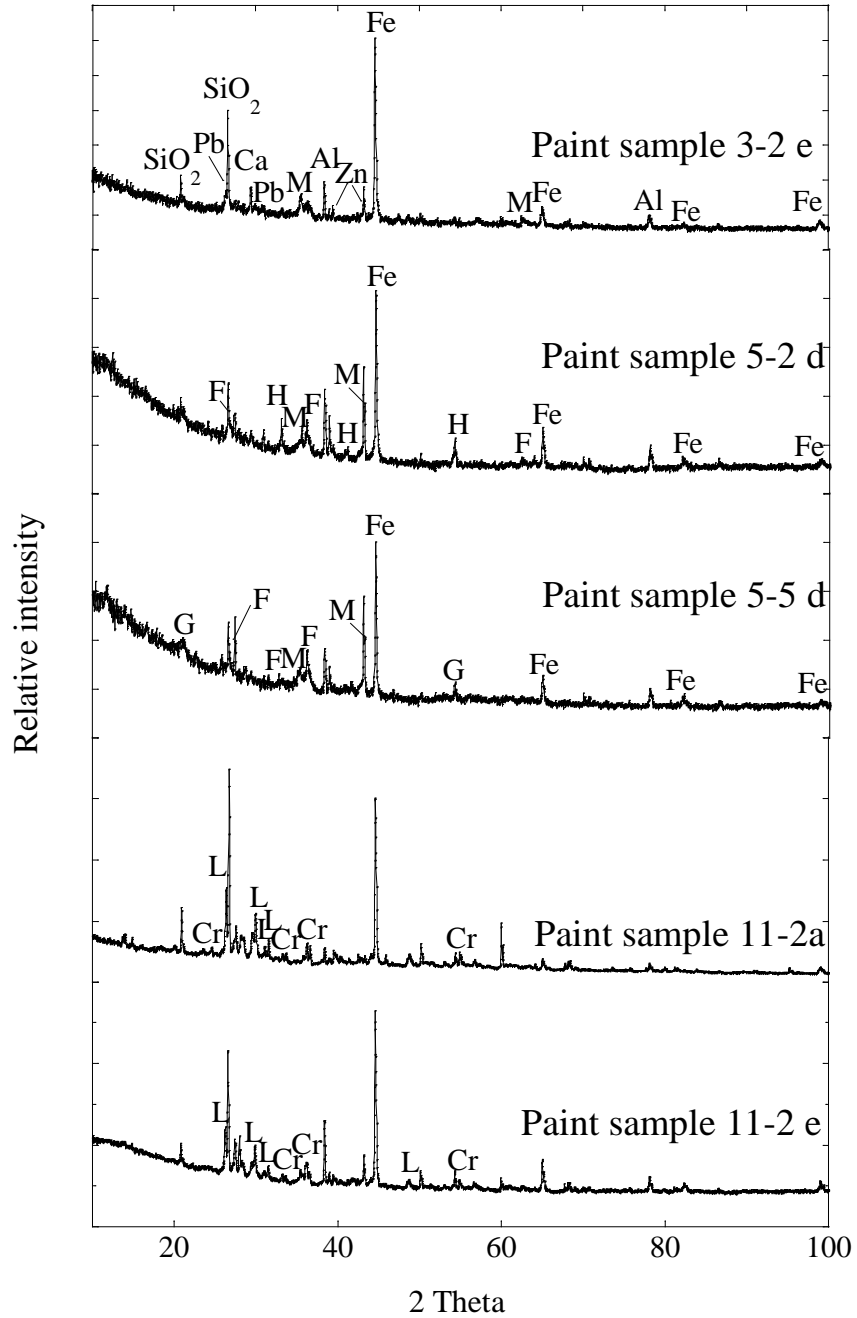 Relative intensity
Fe
SiO2
Pb
SiO2
Ca
Pb
M
Al
Zn
Paint sample 3-2 e
M
Fe
Al
Fe
Fe
Fe
Paint sample 5-2 d
F
H
M
F
H
M
H
F
Fe
Fe
Fe
Fe
Paint sample 5-5 d
G
F
F
M
F
M
G
Fe
Fe
Fe
L
Cr
L
L
Cr
Cr
Cr
Paint sample 11-2a
L
L
L
Cr
Cr
L
Cr
Paint sample 11-2 e
20 40 60 80 100
2 Theta